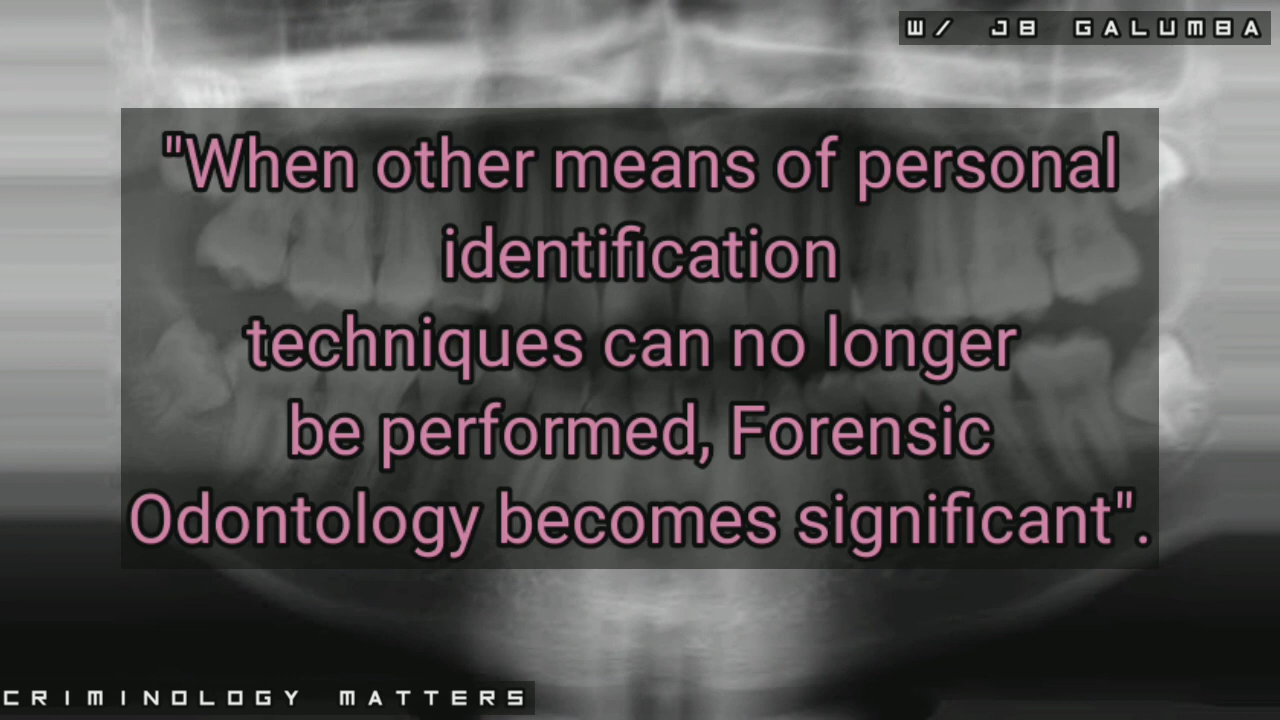 W/ JB GALUMBA
"When other means of personal
identification
techniques can no longer
be performed, Forensic
Odontology becomes significant".
CRIMINOLOGY MATTERS